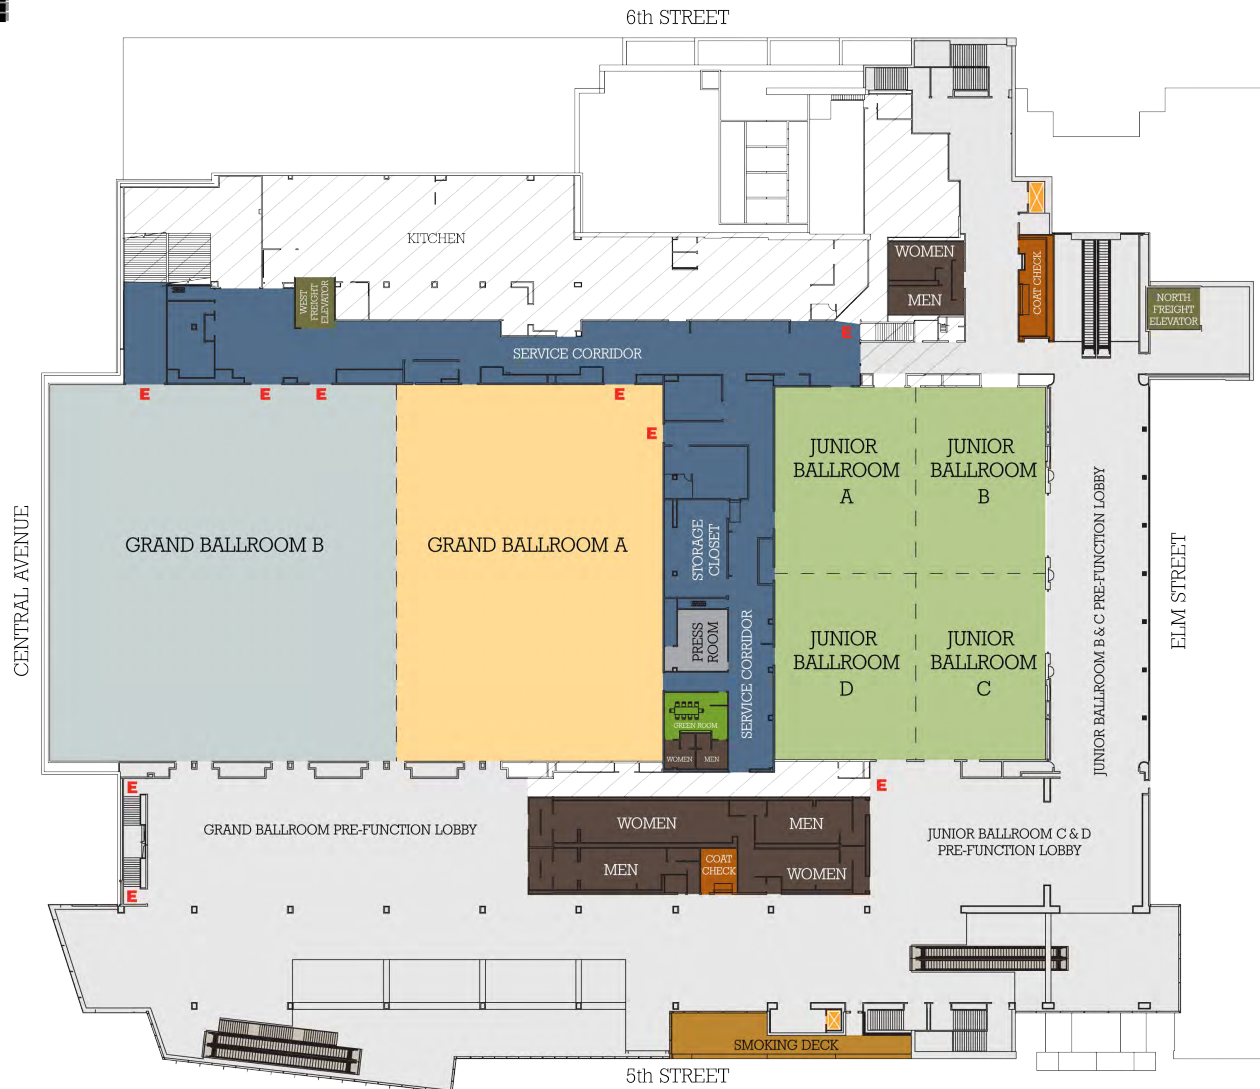 6th STREET
KITCHEN
WOMEN
MEN
COAT CHECK
WEST
FREIGHT
ELEVATOR
NORTH
FREIGHT
ELEVATOR
E
SERVICE CORRIDOR
E
E
E
E
E
JUNIOR
BALLROOM
A
JUNIOR
BALLROOM
B
CENTRAL AVENUE
GRAND BALLROOM B
GRAND BALLROOM A
STORAGE
CLOSET
JUNIOR BALLROOM B & C PRE-FUNCTION LOBBY
ELM STREET
PRESS
ROOM
SERVICE CORRIDOR
JUNIOR
BALLROOM
D
JUNIOR
BALLROOM
C
GREEN ROOM
WOMEN
MEN
E
E
GRAND BALLROOM PRE-FUNCTION LOBBY
WOMEN
MEN
JUNIOR BALLROOM C & D
PRE-FUNCTION LOBBY
MEN
COAT
CHECK
WOMEN
E
SMOKING DECK
5th STREET